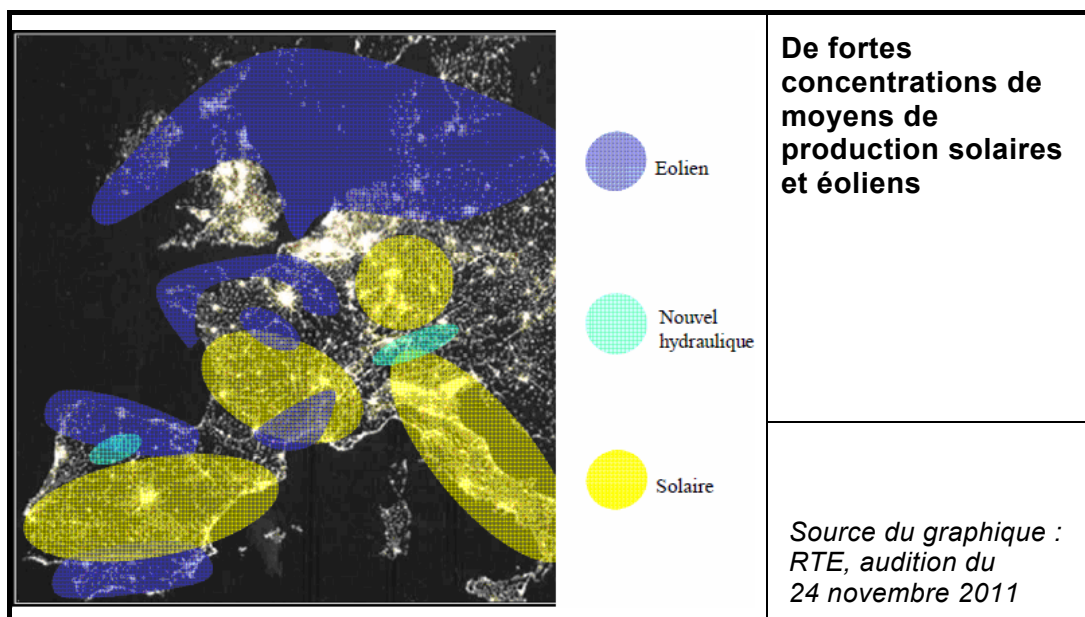 De fortes
concentrations de
moyens de
production solaires
et éoliens
Eolien
Nouvel
hydraulique
Solaire
Source du graphique :
RTE, audition du
24 novembre 2011